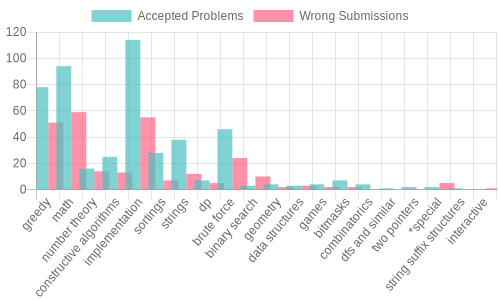 Accepted Problems Wrong Submissions
120
100
80
60
40
20
0
greedy
math
number theory
constructive algorithms
implementation
sortings
strings
dp
brute force
binary search
geometry
data structures
games
bitmasks
combinatorics
dfs and similar
two pointers
*special
string suffix structures
interactive